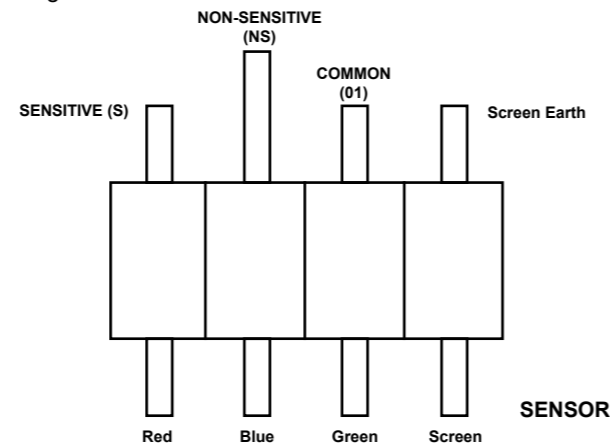 NON-SENSITIVE
(NS)
COMMON
(01)
SENSITIVE (S)
Screen Earth
SENSOR
Red Blue Green Screen